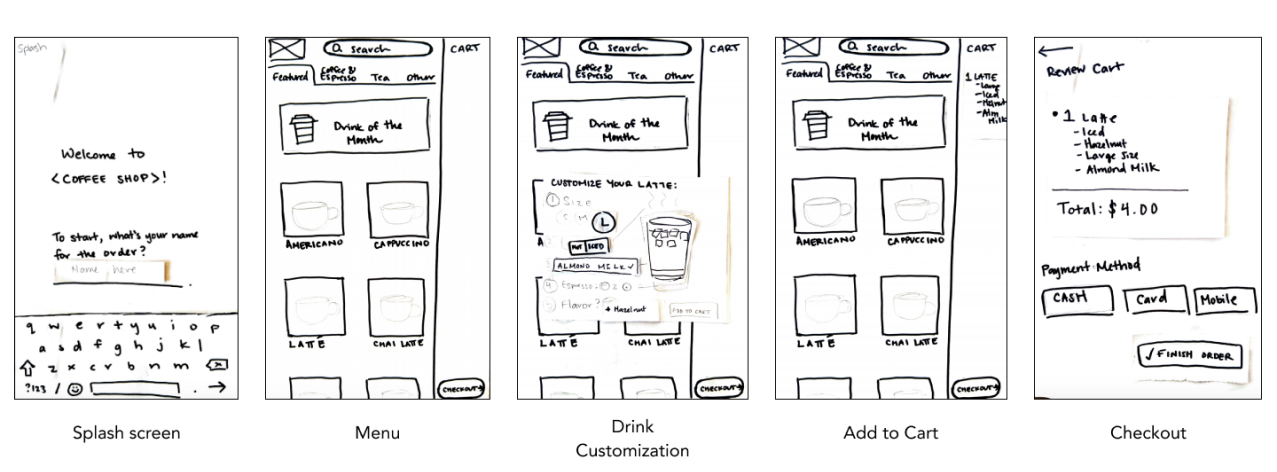 Splash
Welcome to
<COFFEE SHOP>!
To start, what's your name
for the order?
Name here
q w e r t y u i o p
a s d f g h j k l
z x c v b n m
?123 /
Splash screen
search
CART
Featured
Coffee &
Espresso
Tea
Other
Drink of the
Month
AMERICANO
CAPPUCCINO
LATTÉ
CHAI LATTE
CHECKOUT→
Menu
search
CART
Featured
Coffee &
Espresso
Tea
Other
Drink of the
Month
CUSTOMIZE YOUR LATTE:
1 Size
S M L
HOT ICED
A
ALMOND MILK ✓
4 Espresso: 2
Flavor?
+ Hazelnut
ADD TO CART
LATTÉ
CHAI LATTE
CHECKOUT→
Drink
Customization
search
CART
Featured
Coffee &
Espresso
Tea
Other
1 LATTE
- Large
- Iced
- Hazelnut
- Alm
Milk
Drink of the
Month
AMERICANO
CAPPUCCINO
LATTÉ
CHAI LATTE
CHECKOUT→
Add to Cart
←
Review Cart
• 1 Latte
- Iced
- Hazelnut
- Large Size
- Almond Milk
Total: $4.00
Payment Method
CASH
Card
Mobile
✓ FINISH ORDER
Checkout